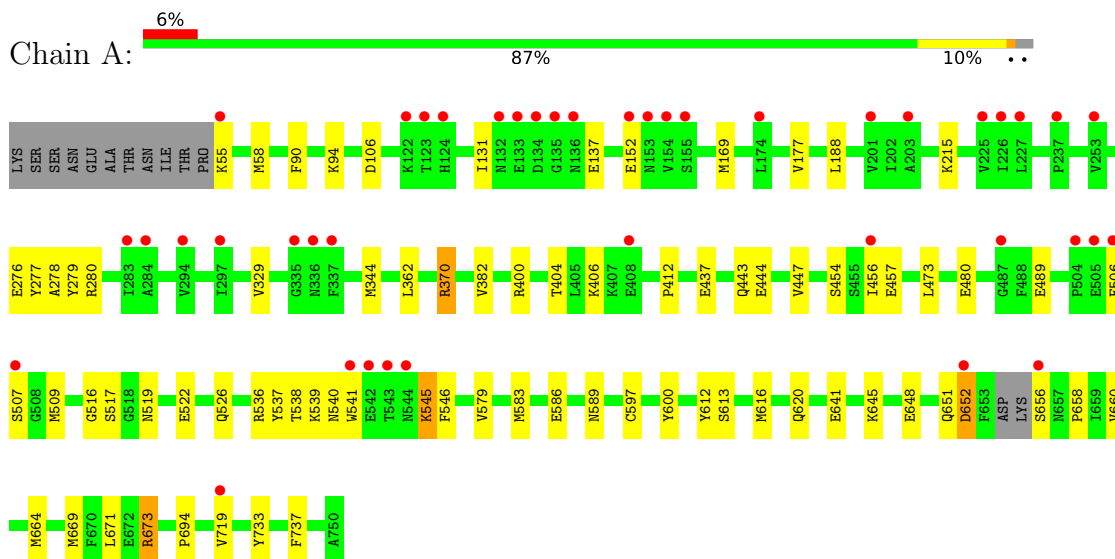 6%
Chain A:
87% 10% • •
LYS SER SER ASN GLU ALA THR ASN ILE THR PRO K55 M58 F90 K94 D106 K122 T123 H124 I131 N132 E133 D134 G135 N136 E137 E152 N153 V154 S155 M169 L174 V177 L188 V201 I202 A203 K215 V225 I226 L227 P237 V253
E276 Y277 A278 Y279 R280 I283 A284 V294 I297 V329 G335 N336 F337 M344 L362 R370 V382 R400 T404 L405 K406 K407 E408 P412 E437 Q443 E444 V447 S454 S455 I456 E457 L473 E480 G487 F488 E489 P504 E505 E506
S507 G508 M509 G516 S517 G518 N519 E522 Q526 R536 Y537 T538 K539 N540 W541 E542 T543 N544 K545 F546 V579 M583 E586 N589 C597 Y600 Y612 S613 M616 Q620 E641 K645 E648 Q651 D652 F653 ASP LYS S656 N657 P658 I659 V660
M664 M669 F670 L671 E672 R673 P694 V719 Y733 F737 A750